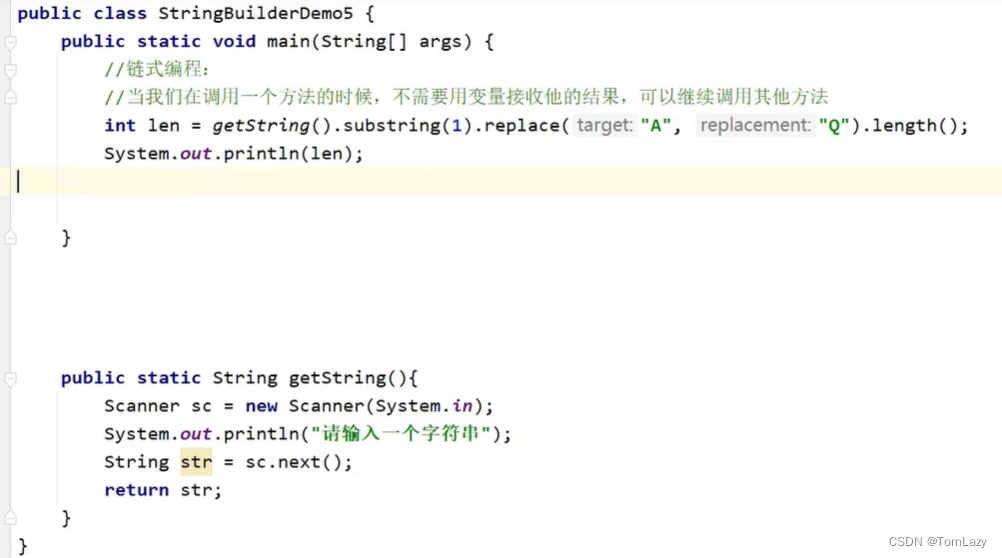 public class StringBuilderDemo5 {
public static void main(String[] args) {
//链式编程:
//当我们在调用一个方法的时候，不需要用变量接收他的结果，可以继续调用其他方法
int len = getString().substring(1).replace( target: "A", replacement: "Q").length();
System.out.println(len);
}
public static String getString(){
Scanner sc = new Scanner(System.in);
System.out.println("请输入一个字符串");
String str = sc.next();
return str;
}
}
CSDN @TomLazy